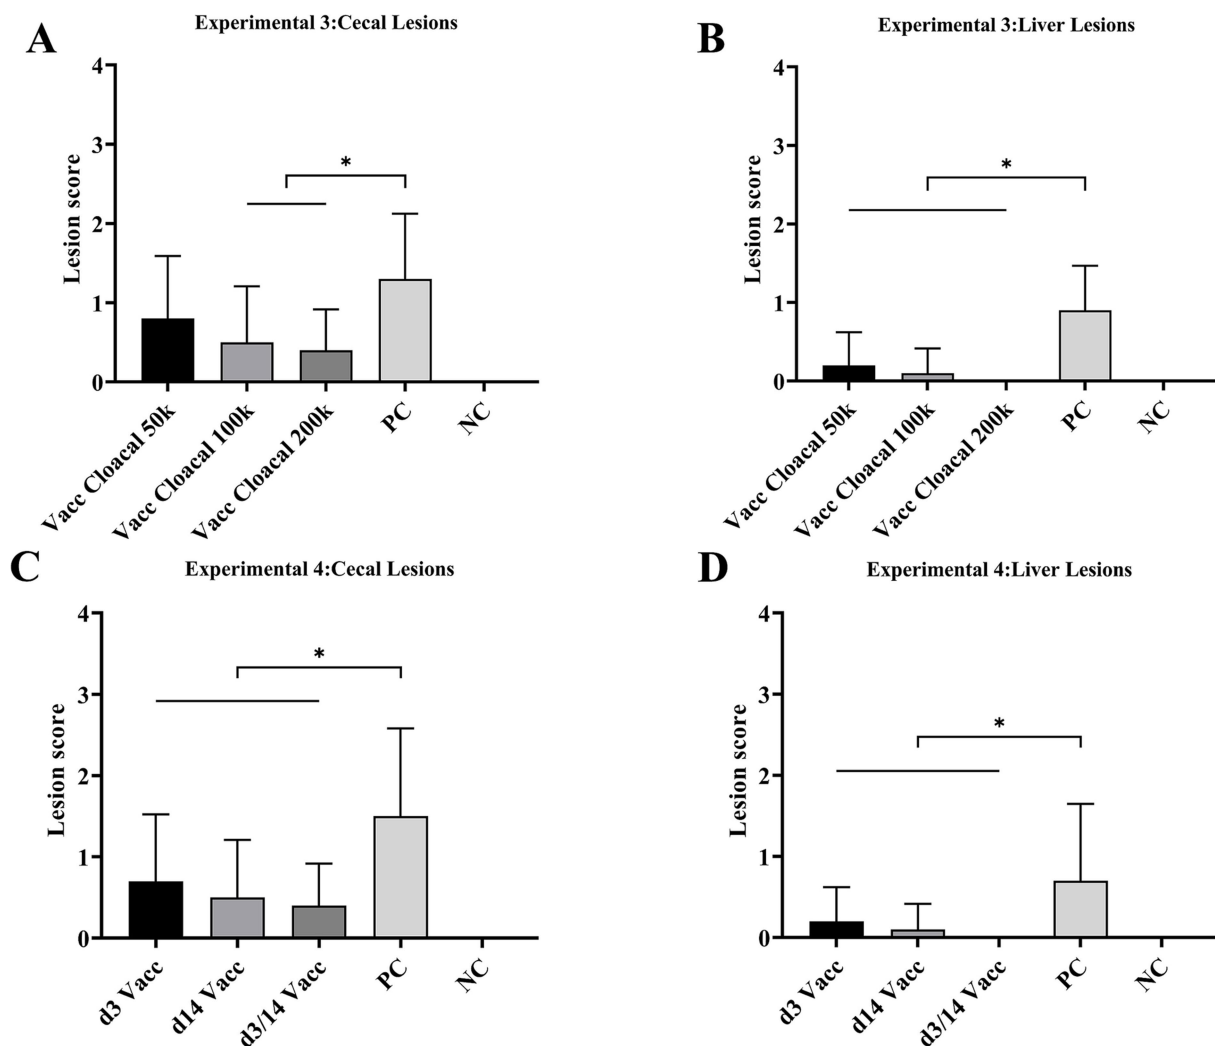 A
Experimental 3:Cecal Lesions
Lesion score
4
3
2
1
0
*
Vacc Cloacal 50k
Vacc Cloacal 100k
Vacc Cloacal 200k
PC
NC
B
Experimental 3:Liver Lesions
Lesion score
4
3
2
1
0
*
Vacc Cloacal 50k
Vacc Cloacal 100k
Vacc Cloacal 200k
PC
NC
C
Experimental 4:Cecal Lesions
Lesion score
4
3
2
1
0
*
d3 Vacc
d14 Vacc
d3/14 Vacc
PC
NC
D
Experimental 4:Liver Lesions
Lesion score
4
3
2
1
0
*
d3 Vacc
d14 Vacc
d3/14 Vacc
PC
NC